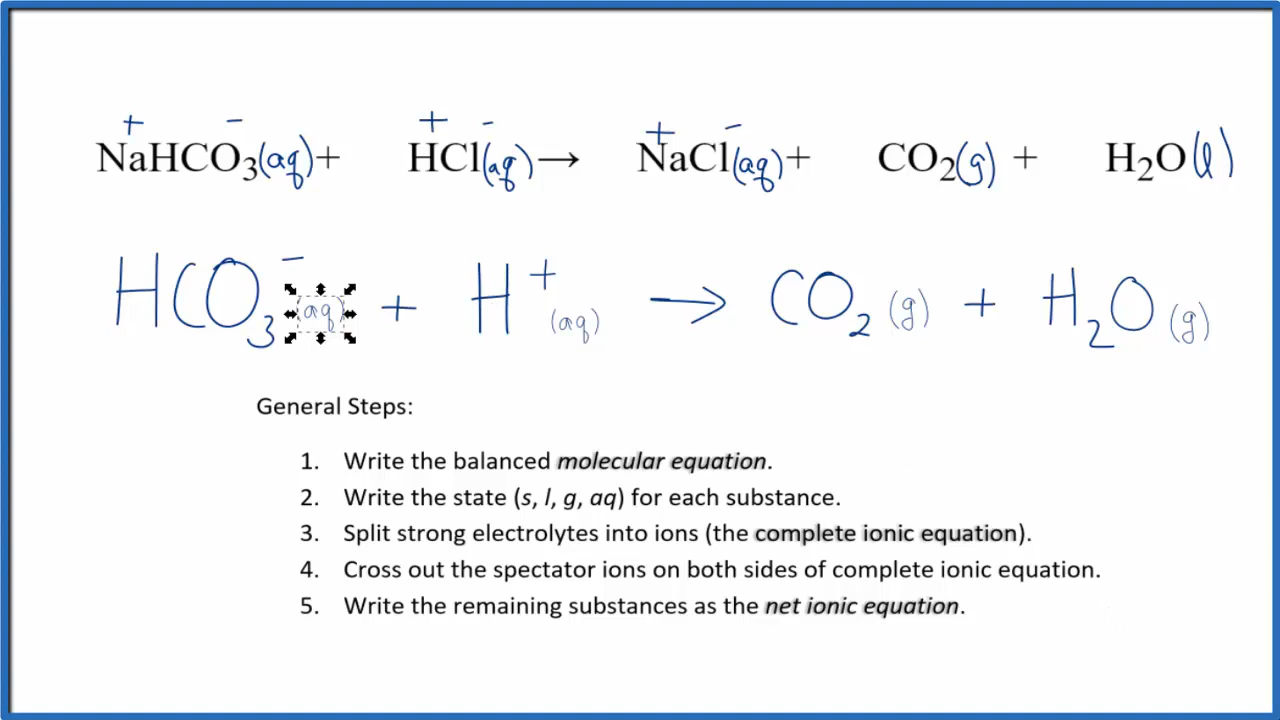 + - + - + -
NaHCO₃(aq)+ HCl(aq)→ NaCl(aq)+ CO₂(g) + H₂O(l)
HCO₃⁻(aq) + H⁺(aq) → CO₂(g) + H₂O(g)
General Steps:
1. Write the balanced molecular equation.
2. Write the state (s, l, g, aq) for each substance.
3. Split strong electrolytes into ions (the complete ionic equation).
4. Cross out the spectator ions on both sides of complete ionic equation.
5. Write the remaining substances as the net ionic equation.